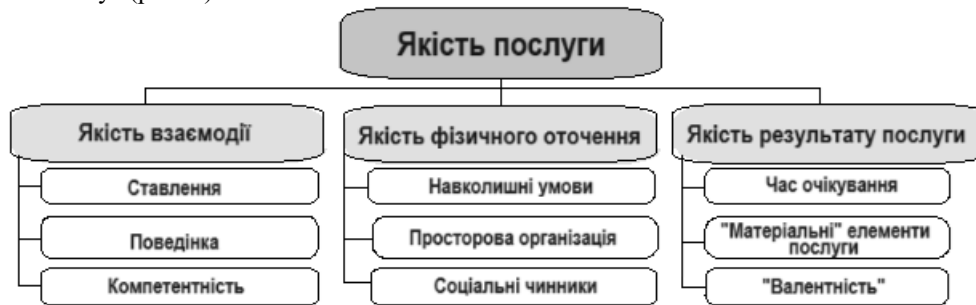 Якість послуги
Якість взаємодії
Ставлення
Поведінка
Компетентність
Якість фізичного оточення
Навколишні умови
Просторова організація
Соціальні чинники
Якість результату послуги
Час очікування
"Матеріальні" елементи
послуги
"Валентність"